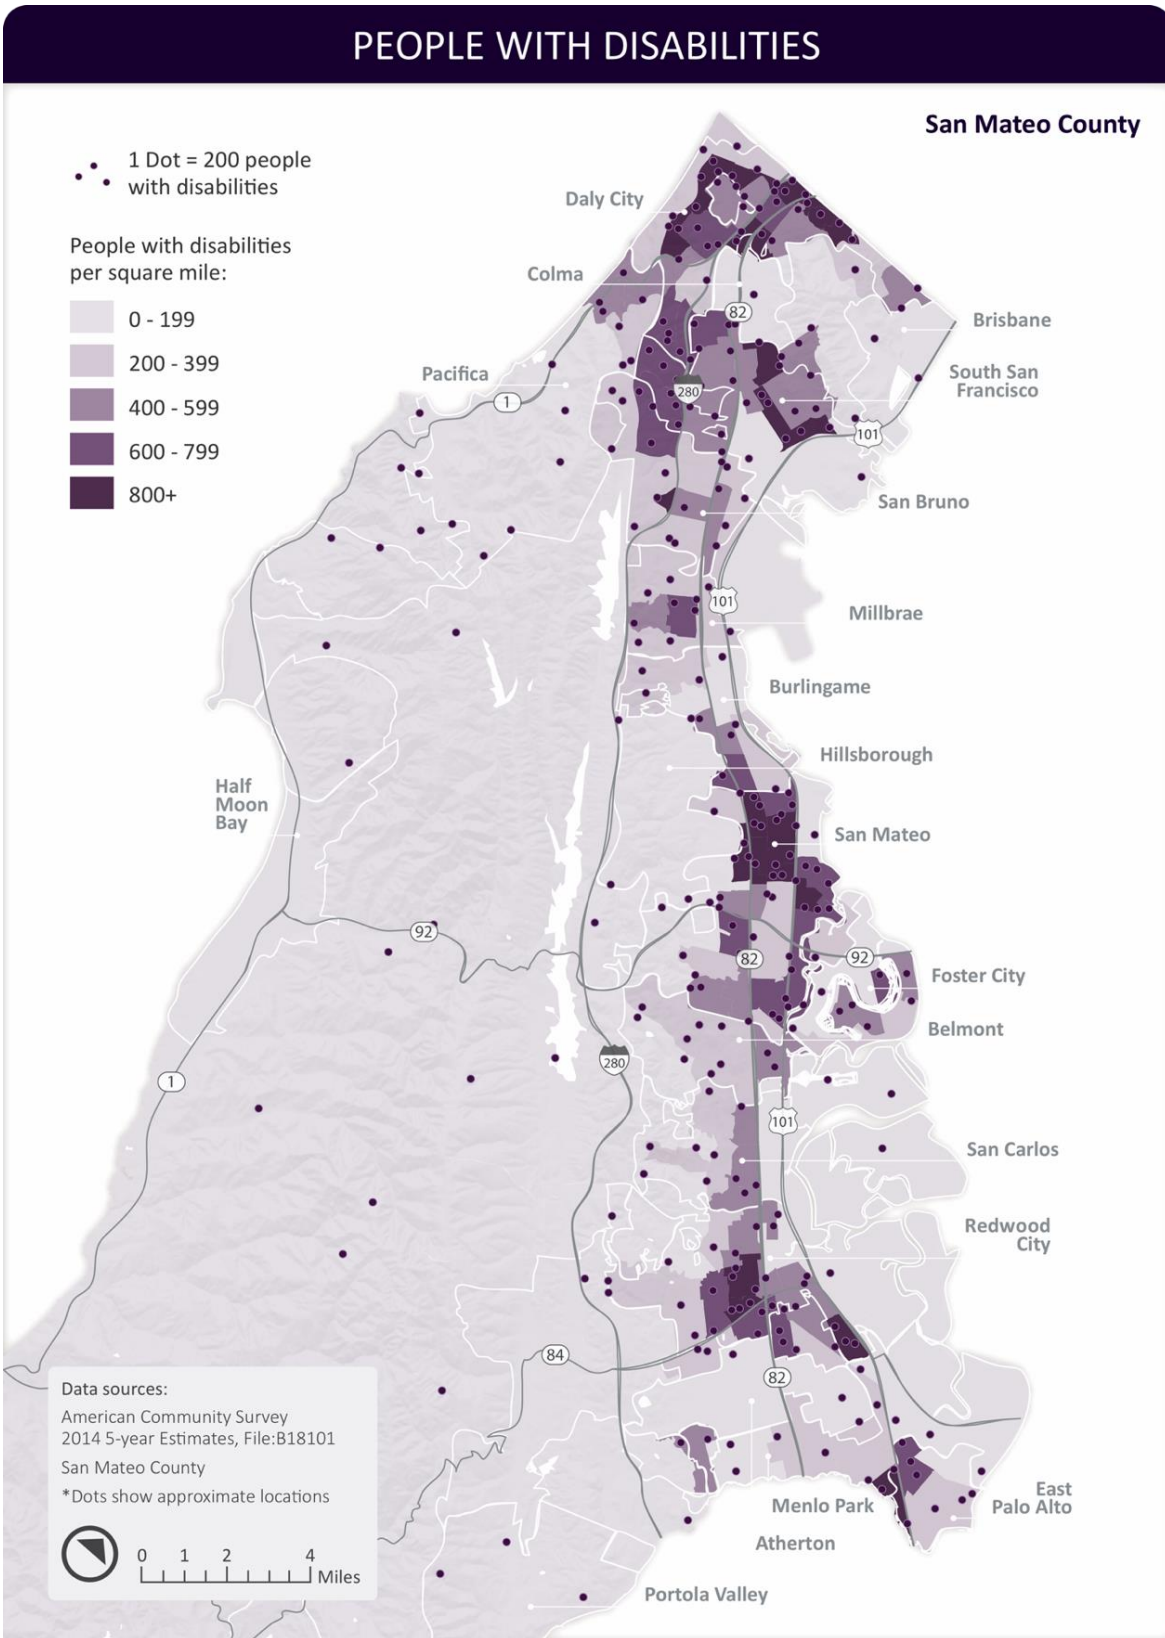 PEOPLE WITH DISABILITIES
San Mateo County
1 Dot = 200 people
with disabilities
People with disabilities
per square mile:
0 - 199
200 - 399
400 - 599
600 - 799
800+
Daly City
Colma
82
Brisbane
Pacifica
South San
Francisco
280
1
101
San Bruno
101
Millbrae
Burlingame
Hillsborough
Half
Moon
Bay
San Mateo
92
82
92
Foster City
Belmont
280
1
101
San Carlos
Redwood
City
84
82
Menlo Park
East
Palo Alto
Atherton
Portola Valley
Data sources:
American Community Survey
2014 5-year Estimates, File:B18101
San Mateo County
*Dots show approximate locations
0 1 2 4
Miles